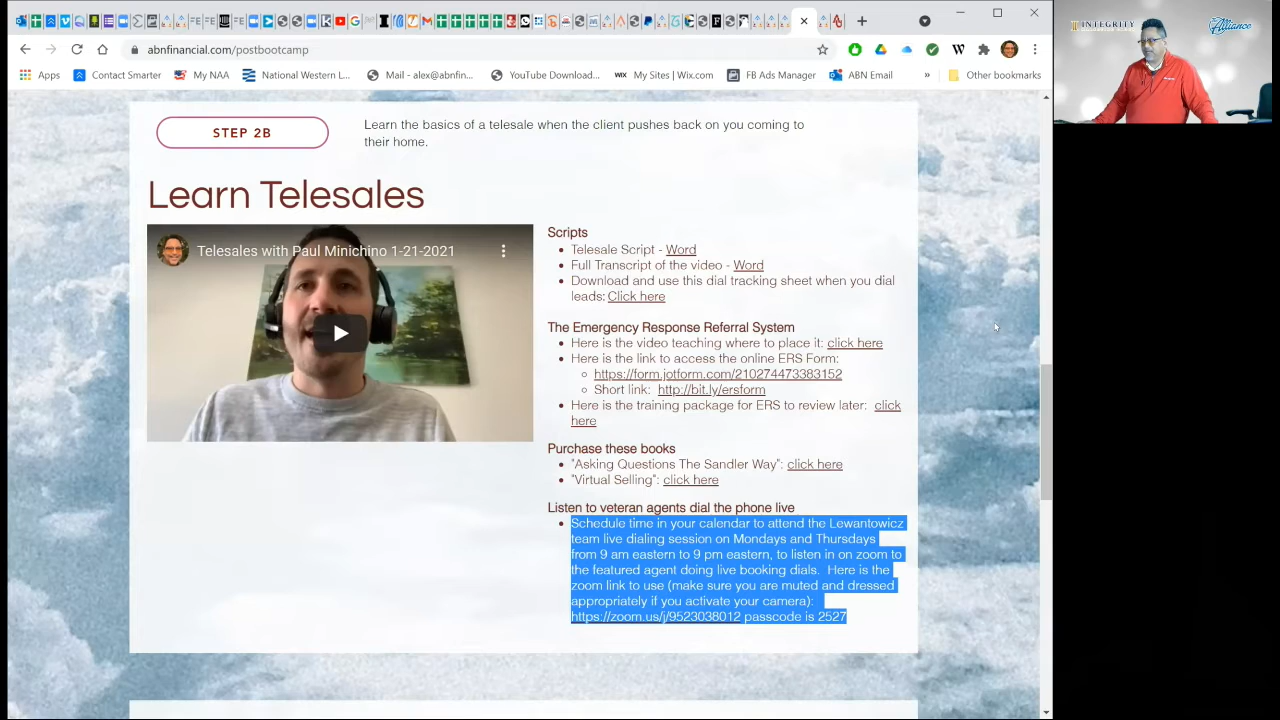 abnfinancial.com/postbootcamp
Apps
Contact Smarter
My NAA
National Western L...
Mail - alex@abnfin...
YouTube Download...
WIX My Sites | Wix.com
FB Ads Manager
ABN Email
»
Other bookmarks
INTEGRITY
Alliance
STEP 2B
Learn the basics of a telesale when the client pushes back on you coming to
their home.
Learn Telesales
Telesales with Paul Minichino 1-21-2021
Scripts
• Telesale Script - Word
• Full Transcript of the video - Word
• Download and use this dial tracking sheet when you dial
leads: Click here
The Emergency Response Referral System
• Here is the video teaching where to place it: click here
• Here is the link to access the online ERS Form:
◦ https://form.jotform.com/210274473383152
◦ Short link: http://bit.ly/ersform
• Here is the training package for ERS to review later: click
here
Purchase these books
• "Asking Questions The Sandler Way": click here
• "Virtual Selling": click here
Listen to veteran agents dial the phone live
• Schedule time in your calendar to attend the Lewantowicz
team live dialing session on Mondays and Thursdays
from 9 am eastern to 9 pm eastern, to listen in on zoom to
the featured agent doing live booking dials. Here is the
zoom link to use (make sure you are muted and dressed
appropriately if you activate your camera):
https://zoom.us/j/9523038012 passcode is 2527